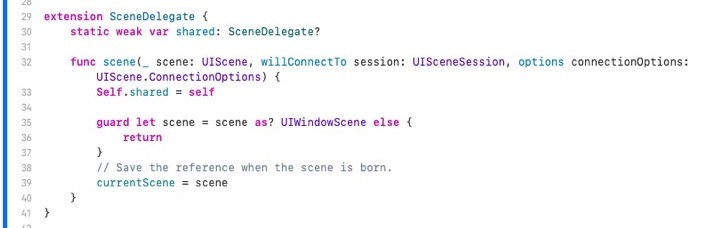 29 extension SceneDelegate {
30 static weak var shared: SceneDelegate?
31
32 func scene(_ scene: UIScene, willConnectTo session: UISceneSession, options connectionOptions:
UIScene.ConnectionOptions) {
33 Self.shared = self
34
35 guard let scene = scene as? UIWindowScene else {
36 return
37 }
38 // Save the reference when the scene is born.
39 currentScene = scene
40 }
41 }